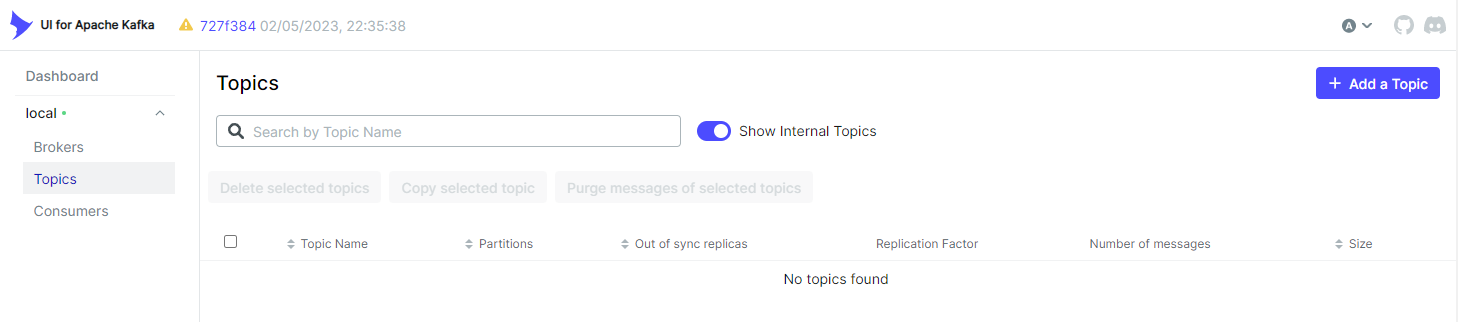 UI for Apache Kafka 727f384 02/05/2023, 22:35:38 A
Dashboard
local
Brokers
Topics
Consumers
Topics
+ Add a Topic
Search by Topic Name
Show Internal Topics
Delete selected topics Copy selected topic Purge messages of selected topics
Topic Name Partitions Out of sync replicas Replication Factor Number of messages Size
No topics found